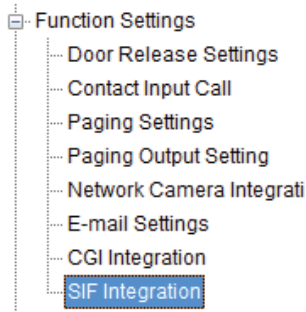 Function Settings
Door Release Settings
Contact Input Call
Paging Settings
Paging Output Setting
Network Camera Integrati
E-mail Settings
CGI Integration
SIF Integration